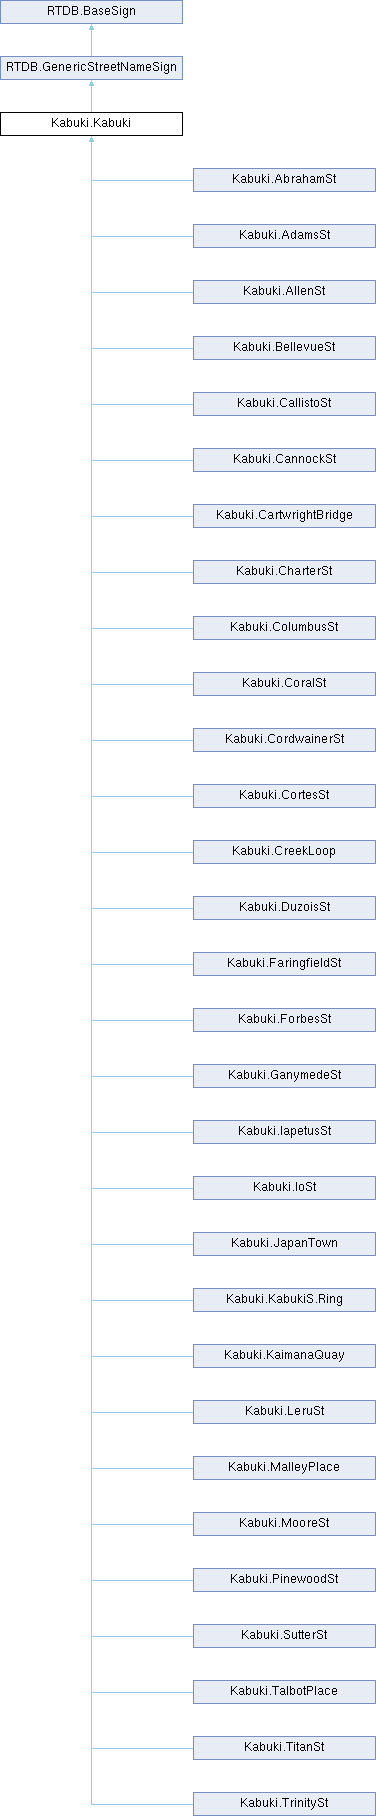 RTDB.BaseSign
RTDB.GenericStreetNameSign
Kabuki.Kabuki
Kabuki.AbrahamSt
Kabuki.AdamsSt
Kabuki.AllenSt
Kabuki.BellevueSt
Kabuki.CallistoSt
Kabuki.CannockSt
Kabuki.CartwrightBridge
Kabuki.CharterSt
Kabuki.ColumbusSt
Kabuki.CoralSt
Kabuki.CordwainerSt
Kabuki.CortesSt
Kabuki.CreekLoop
Kabuki.DuzoisSt
Kabuki.FaringfieldSt
Kabuki.ForbesSt
Kabuki.GanymedeSt
Kabuki.IapetusSt
Kabuki.IoSt
Kabuki.JapanTown
Kabuki.KabukiS.Ring
Kabuki.KaimanaQuay
Kabuki.LeruSt
Kabuki.MalleyPlace
Kabuki.MooreSt
Kabuki.PinewoodSt
Kabuki.SutterSt
Kabuki.TalbotPlace
Kabuki.TitanSt
Kabuki.TrinitySt